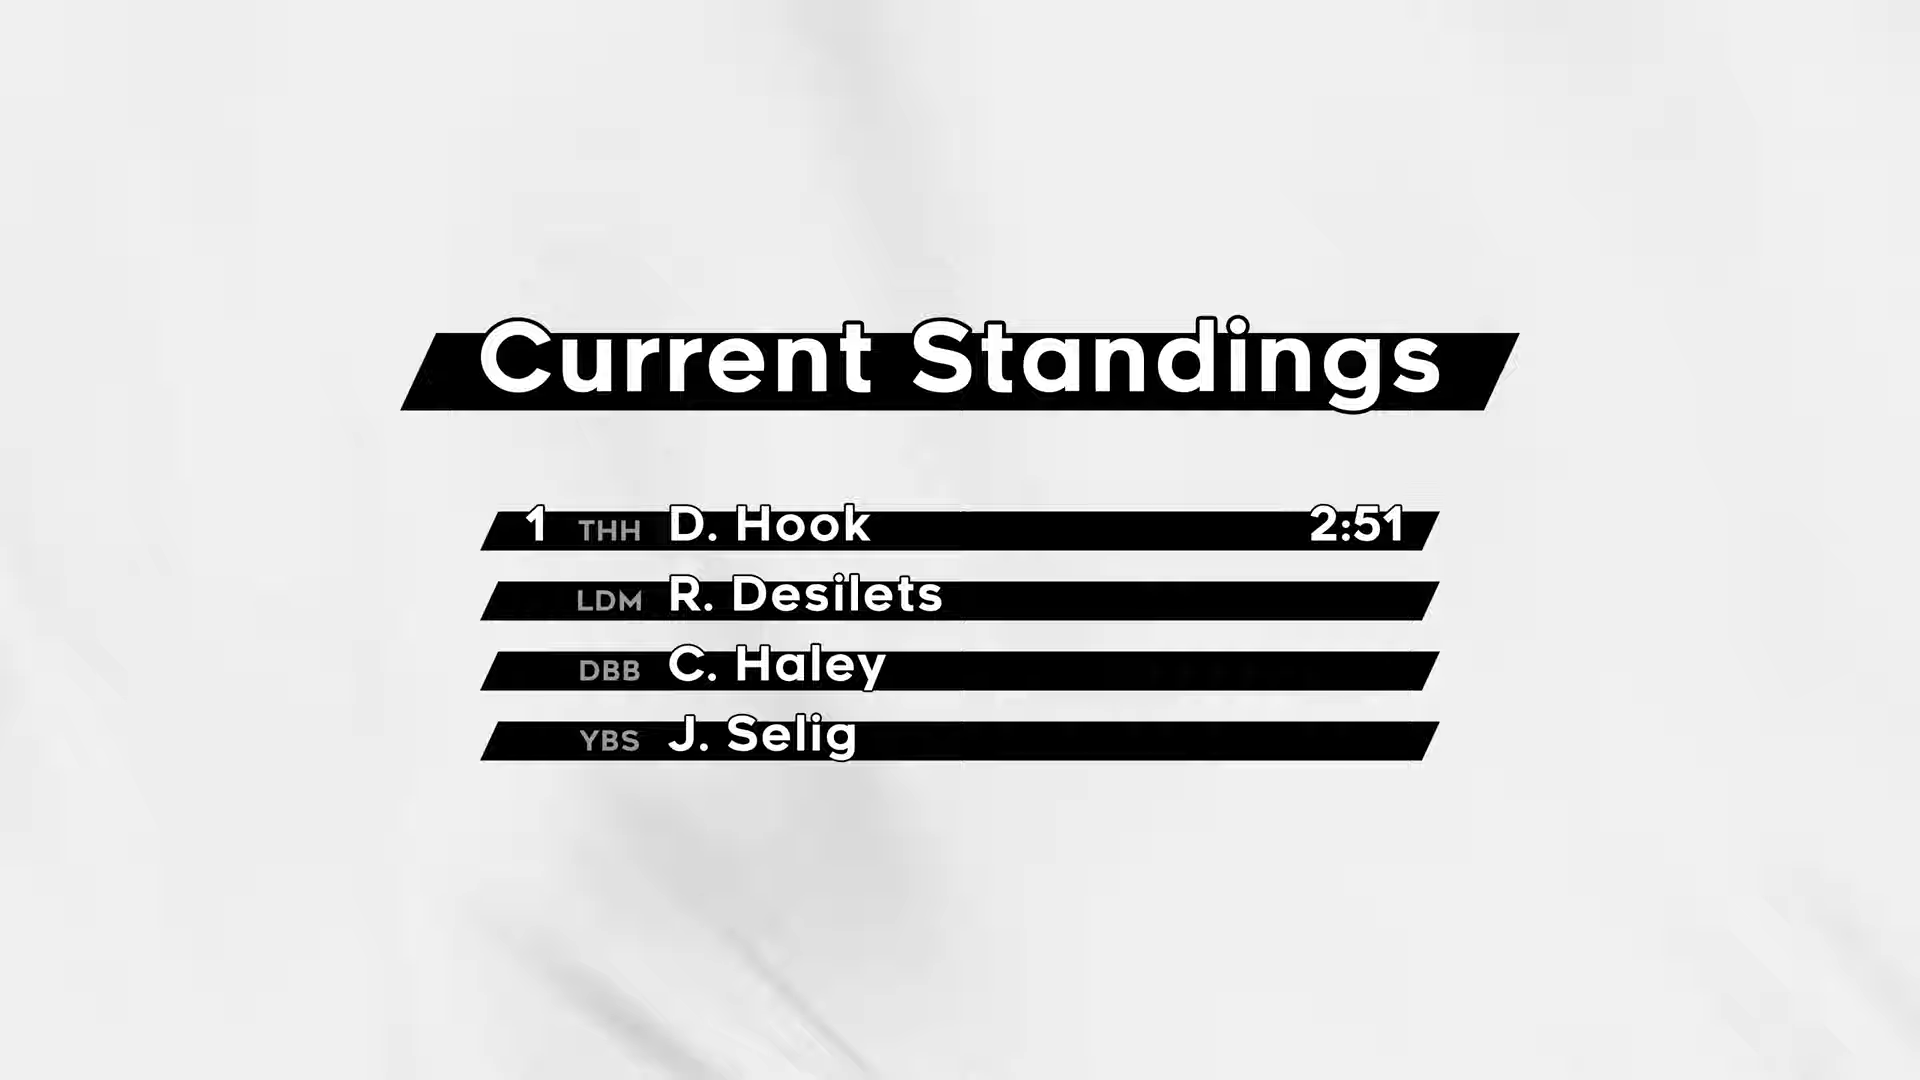 Current Standings
1 THH D. Hook 2:51
LDM R. Desilets
DBB C. Haley
YBS J. Selig